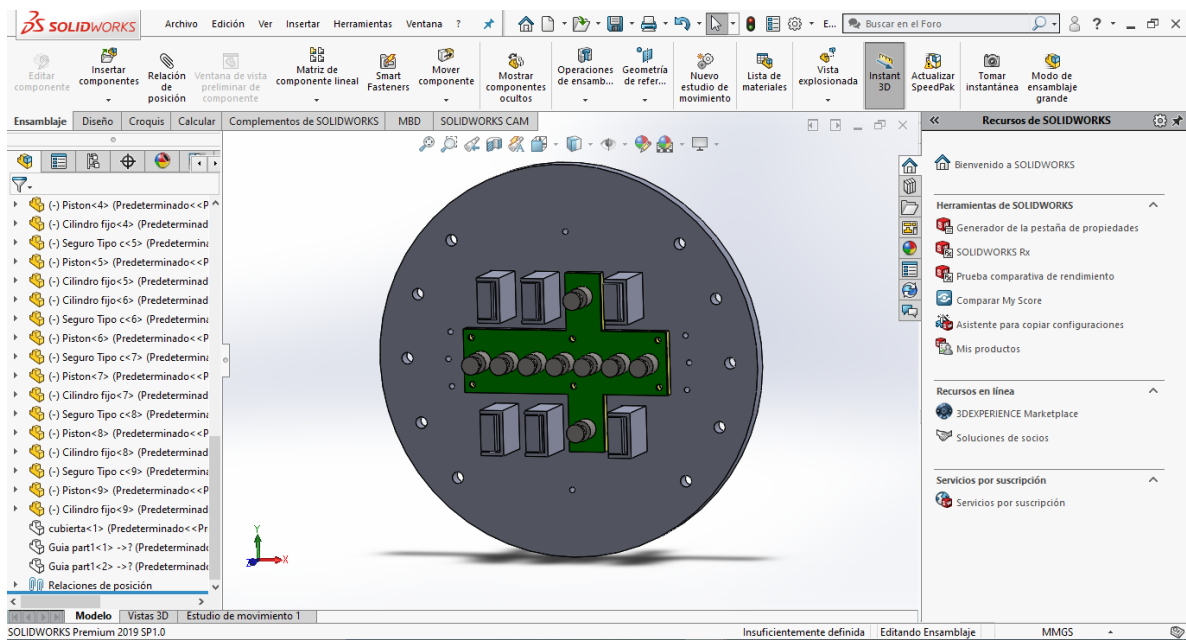 SOLIDWORKS Archivo Edición Ver Insertar Herramientas Ventana ? E... Buscar en el Foro ?
Editar componente
Insertar componentes
Relación de posición
Ventana de vista preliminar de componente
Matriz de componente lineal
Smart Fasteners
Mover componente
Mostrar componentes ocultos
Operaciones de ensamb...
Geometría de refer...
Nuevo estudio de movimiento
Lista de materiales
Vista explosionada
Instant 3D
Actualizar SpeedPak
Tomar instantánea
Modo de ensamblaje grande
Ensamblaje Diseño Croquis Calcular Complementos de SOLIDWORKS MBD SOLIDWORKS CAM
(-) Piston<4> (Predeterminado<<P
(-) Cilindro fijo<4> (Predeterminad
(-) Seguro Tipo c<5> (Predetermina
(-) Piston<5> (Predeterminado<<P
(-) Cilindro fijo<5> (Predeterminad
(-) Cilindro fijo<6> (Predeterminad
(-) Seguro Tipo c<6> (Predetermina
(-) Piston<6> (Predeterminado<<P
(-) Seguro Tipo c<7> (Predetermina
(-) Piston<7> (Predeterminado<<P
(-) Cilindro fijo<7> (Predeterminad
(-) Seguro Tipo c<8> (Predetermina
(-) Piston<8> (Predeterminado<<P
(-) Cilindro fijo<8> (Predeterminad
(-) Seguro Tipo c<9> (Predetermina
(-) Piston<9> (Predeterminado<<P
(-) Cilindro fijo<9> (Predeterminad
cubierta<1> (Predeterminado<<Pr
Guia part1<1> ->? (Predeterminado
Guia part1<2> ->? (Predeterminado
Relaciones de posición
Y
X
Z
Recursos de SOLIDWORKS
Bienvenido a SOLIDWORKS
Herramientas de SOLIDWORKS
Generador de la pestaña de propiedades
SOLIDWORKS Rx
Prueba comparativa de rendimiento
Comparar My Score
Asistente para copiar configuraciones
Mis productos
Recursos en línea
3DEXPERIENCE Marketplace
Soluciones de socios
Servicios por suscripción
Servicios por suscripción
Modelo Vistas 3D Estudio de movimiento 1
SOLIDWORKS Premium 2019 SP1.0 Insuficientemente definida Editando Ensamblaje MMGS